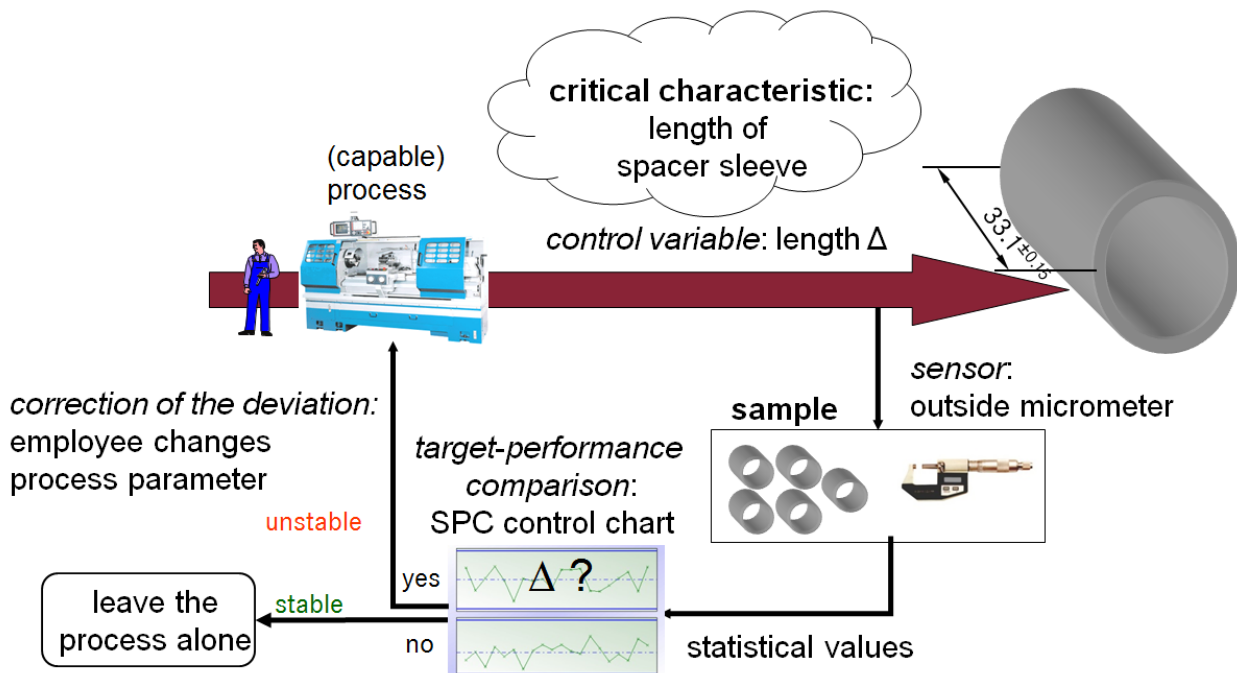 critical characteristic:
length of
spacer sleeve
(capable)
process
control variable: length Δ
33.1±0.15
sensor:
outside micrometer
sample
correction of the deviation:
employee changes
process parameter
target-performance
comparison:
SPC control chart
unstable
yes
Δ ?
leave the
process alone
stable
no
statistical values